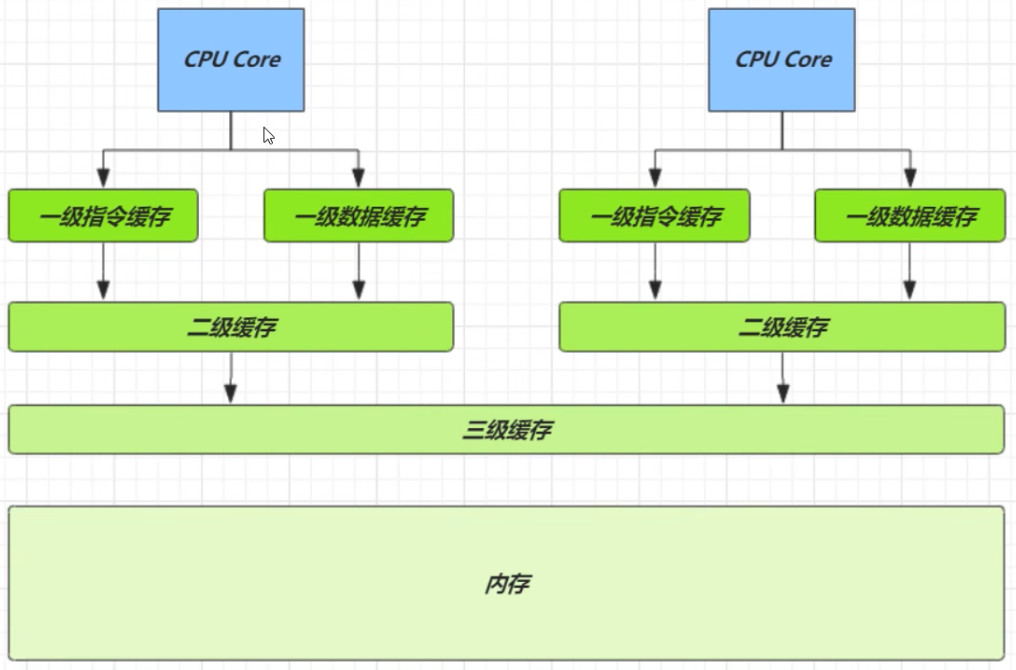 CPU Core
CPU Core
一级指令缓存
一级数据缓存
一级指令缓存
一级数据缓存
二级缓存
二级缓存
三级缓存
内存